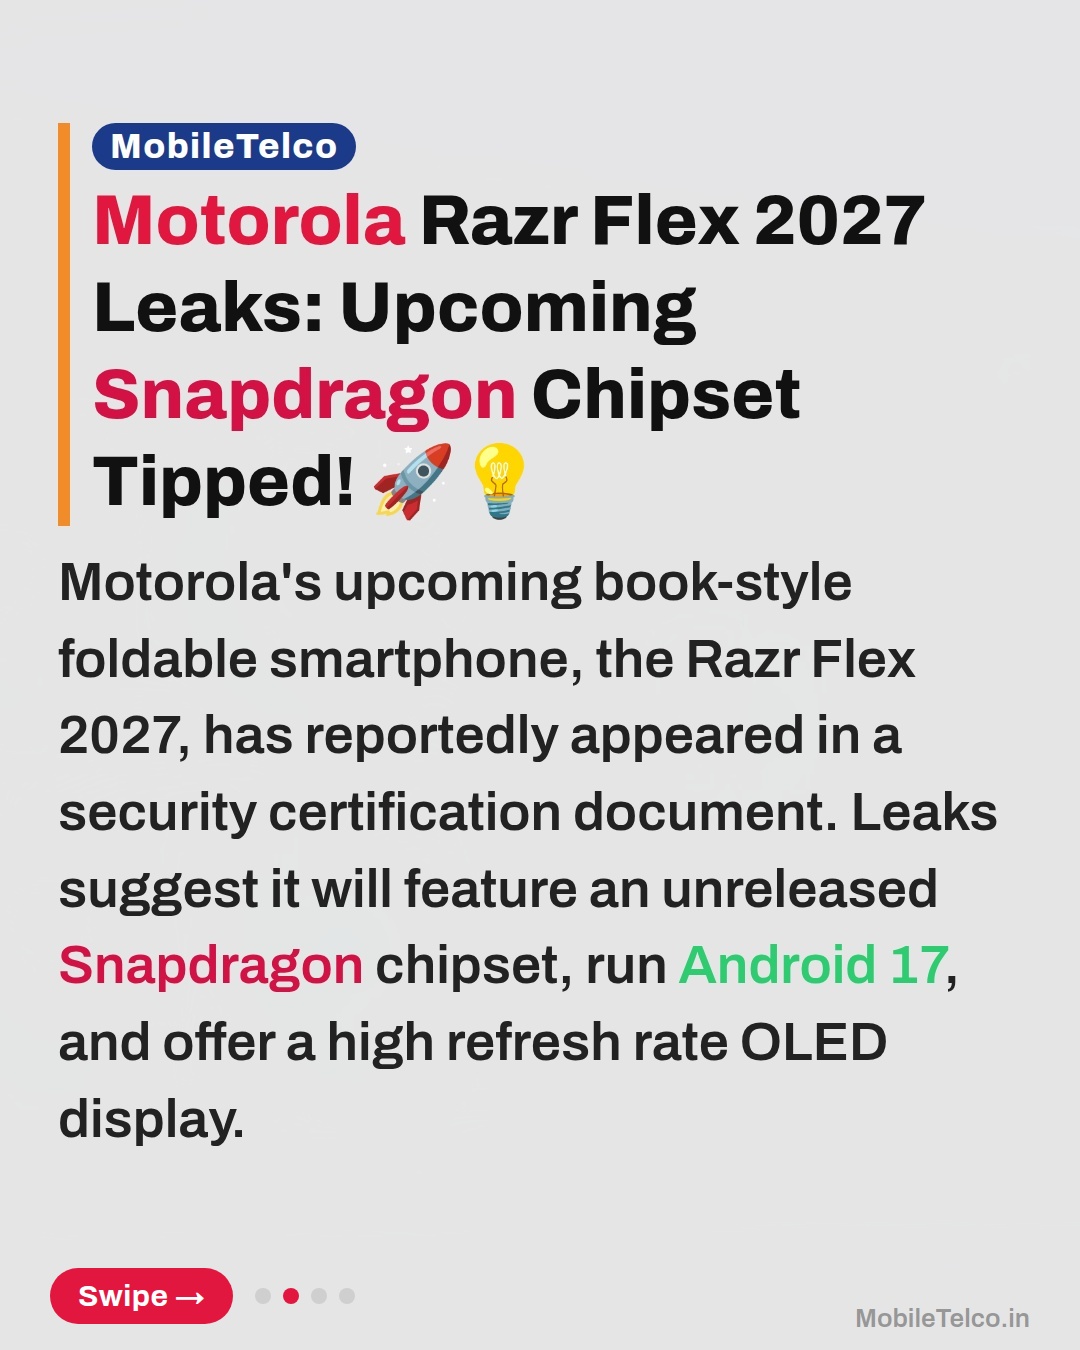 MobileTelco
Motorola Razr Flex 2027
Leaks: Upcoming
Snapdragon Chipset
Tipped! 🚀💡
Motorola's upcoming book-style
foldable smartphone, the Razr Flex
2027, has reportedly appeared in a
security certification document. Leaks
suggest it will feature an unreleased
Snapdragon chipset, run Android 17,
and offer a high refresh rate OLED
display.
Swipe →
MobileTelco.in